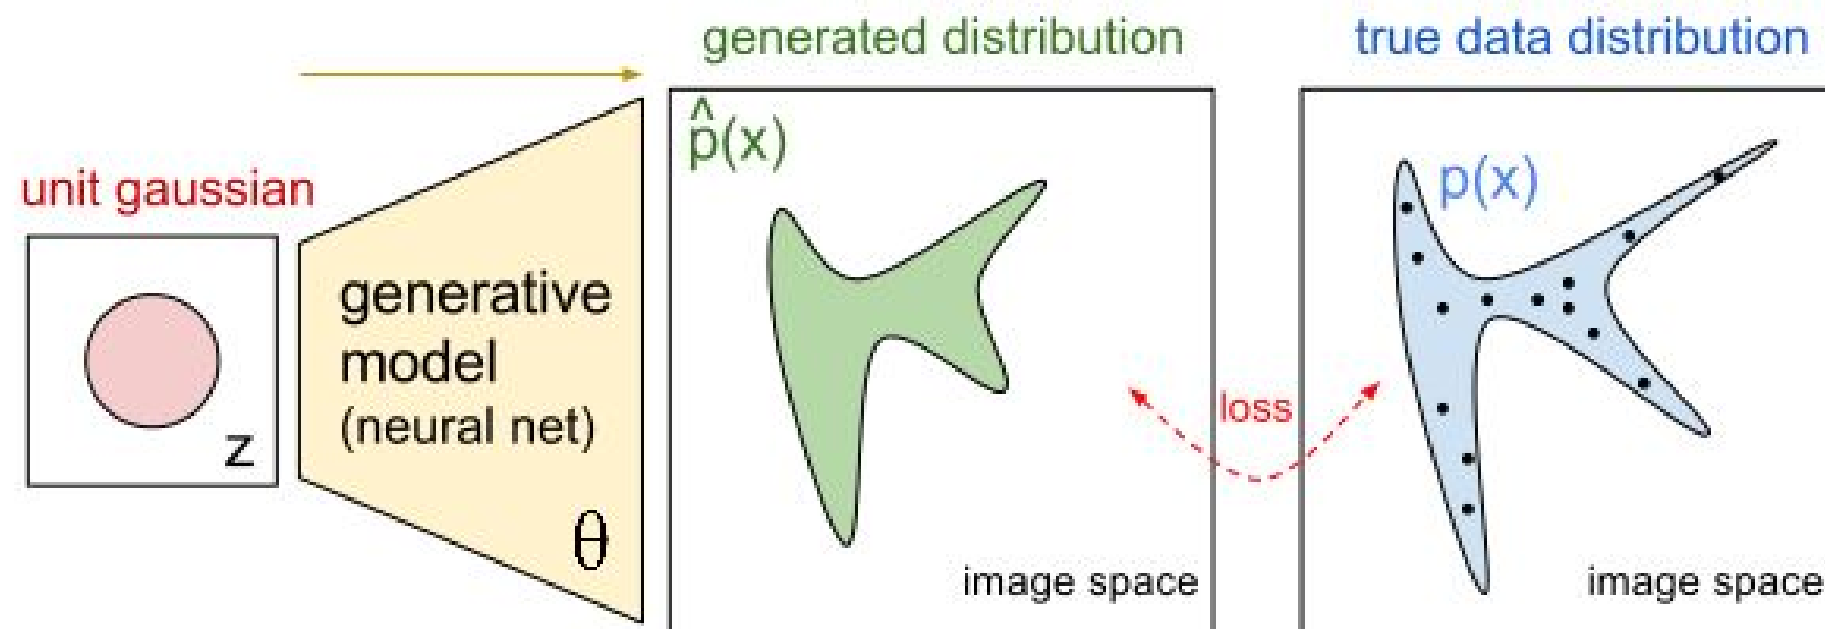 generated distribution
true data distribution
unit gaussian
p̂(x)
p(x)
generative
model
(neural net)
z
θ
loss
image space
image space